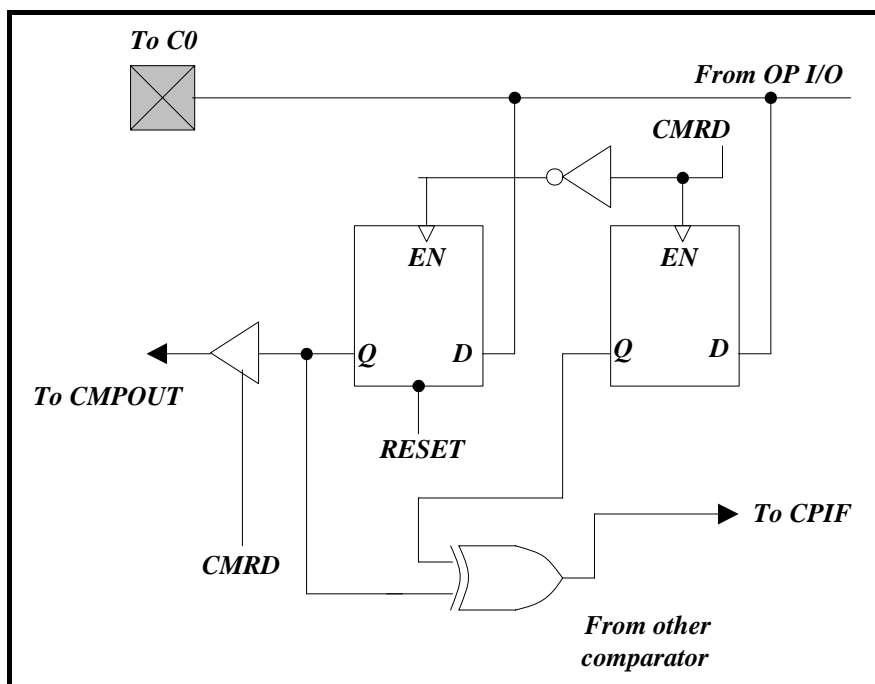 To C0
From OP I/O
CMRD
EN
EN
Q
D
Q
D
To CMPOUT
RESET
To CPIF
CMRD
From other
comparator